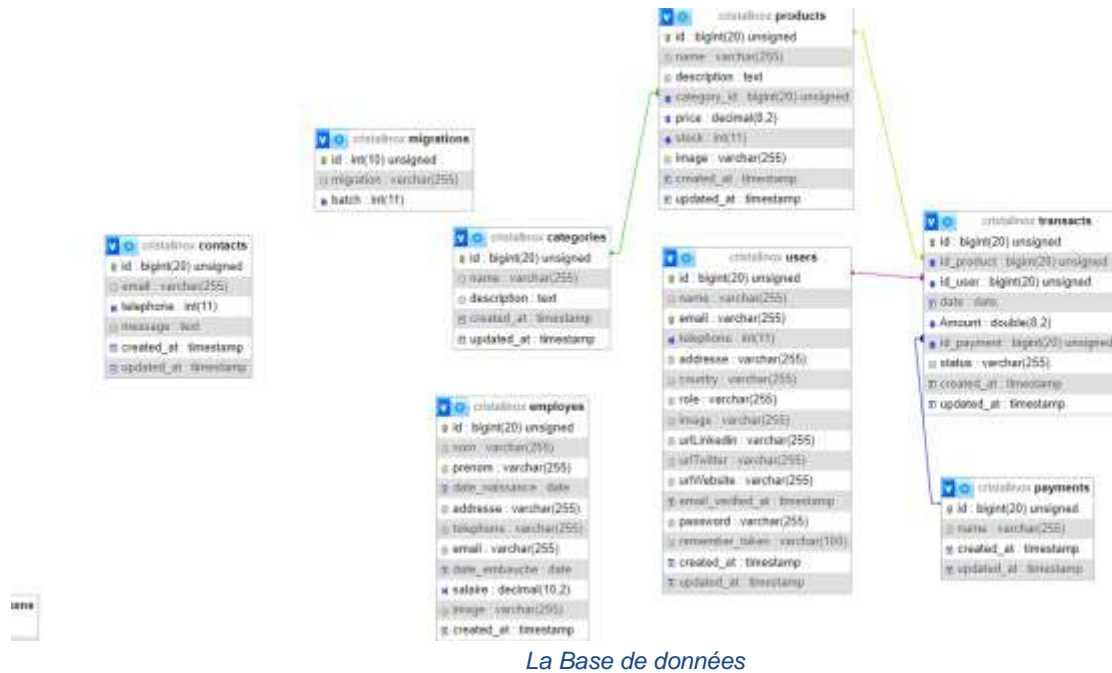 cristalinox products
id : bigint(20) unsigned
name : varchar(255)
description : text
category_id : bigint(20) unsigned
price : decimal(8,2)
stock : int(11)
image : varchar(255)
created_at : timestamp
updated_at : timestamp
cristalinox migrations
id : int(10) unsigned
migration : varchar(255)
batch : int(11)
cristalinox contacts
id : bigint(20) unsigned
email : varchar(255)
telephone : int(11)
message : text
created_at : timestamp
updated_at : timestamp
cristalinox categories
id : bigint(20) unsigned
name : varchar(255)
description : text
created_at : timestamp
updated_at : timestamp
cristalinox users
id : bigint(20) unsigned
name : varchar(255)
email : varchar(255)
telephone : int(11)
addresse : varchar(255)
country : varchar(255)
role : varchar(255)
image : varchar(255)
urlLinkedin : varchar(255)
urlTwitter : varchar(255)
urlWebsite : varchar(255)
email_verified_at : timestamp
password : varchar(255)
remember_token : varchar(100)
created_at : timestamp
updated_at : timestamp
cristalinox transacts
id : bigint(20) unsigned
id_product : bigint(20) unsigned
id_user : bigint(20) unsigned
date : date
Amount : double(8,2)
id_payment : bigint(20) unsigned
status : varchar(255)
created_at : timestamp
updated_at : timestamp
cristalinox employes
id : bigint(20) unsigned
nom : varchar(255)
prenom : varchar(255)
date_naissance : date
addresse : varchar(255)
telephone : varchar(255)
email : varchar(255)
date_embauche : date
salaire : decimal(10,2)
image : varchar(255)
created_at : timestamp
cristalinox payments
id : bigint(20) unsigned
name : varchar(255)
created_at : timestamp
updated_at : timestamp
La Base de données